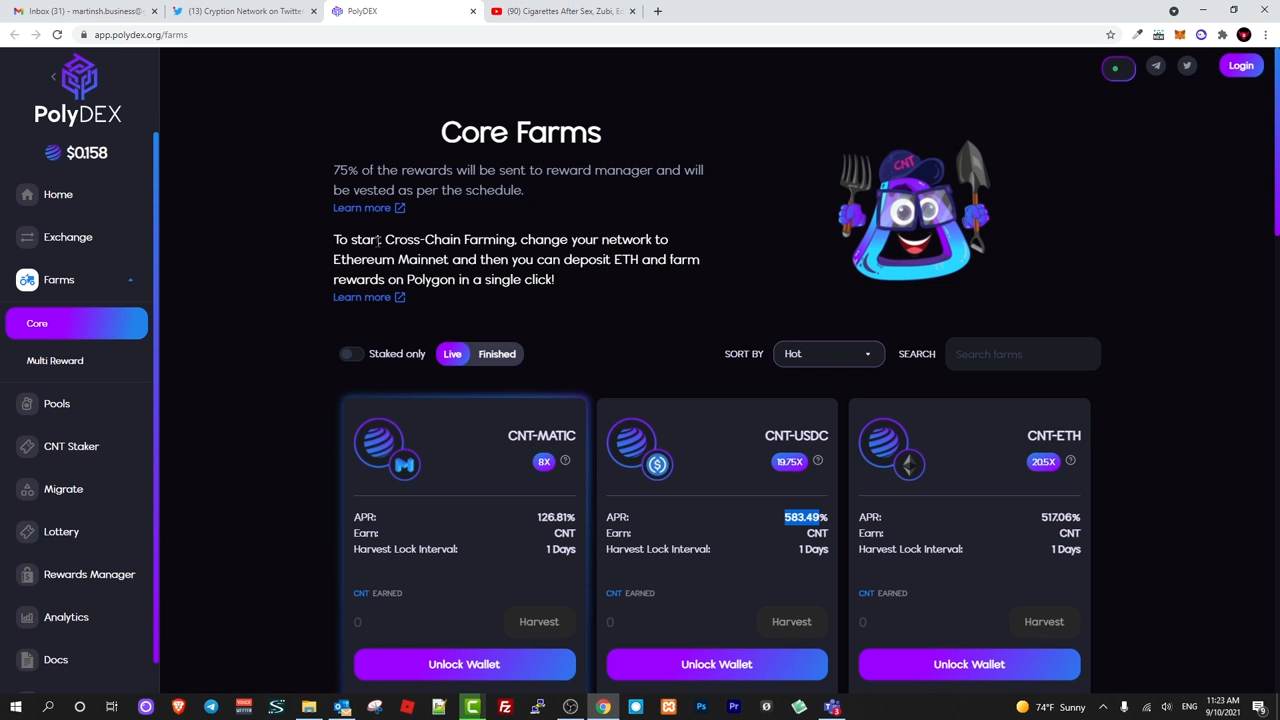 Inbox (31) - martinsh.business@g
(13) Cryption Network on Twitter
PolyDEX
(90) Cigarettes After Sex, Zubi, Ed
app.polydex.org/farms
PolyDEX
$0.158
Home
Exchange
Farms
Core
Multi Reward
Pools
CNT Staker
Migrate
Lottery
Rewards Manager
Analytics
Docs
Login
Core Farms
75% of the rewards will be sent to reward manager and will
be vested as per the schedule.
Learn more
To start Cross-Chain Farming, change your network to
Ethereum Mainnet and then you can deposit ETH and farm
rewards on Polygon in a single click!
Learn more
CNT
Staked only
Live
Finished
SORT BY
Hot
SEARCH
Search farms
CNT-MATIC
8X
APR:
126.81%
Earn:
CNT
Harvest Lock Interval:
1 Days
CNT EARNED
0
Harvest
Unlock Wallet
CNT-USDC
19.75X
APR:
583.49%
Earn:
CNT
Harvest Lock Interval:
1 Days
CNT EARNED
0
Harvest
Unlock Wallet
CNT-ETH
20.5X
APR:
517.06%
Earn:
CNT
Harvest Lock Interval:
1 Days
CNT EARNED
0
Harvest
Unlock Wallet
74°F Sunny
ENG
11:23 AM
9/10/2021